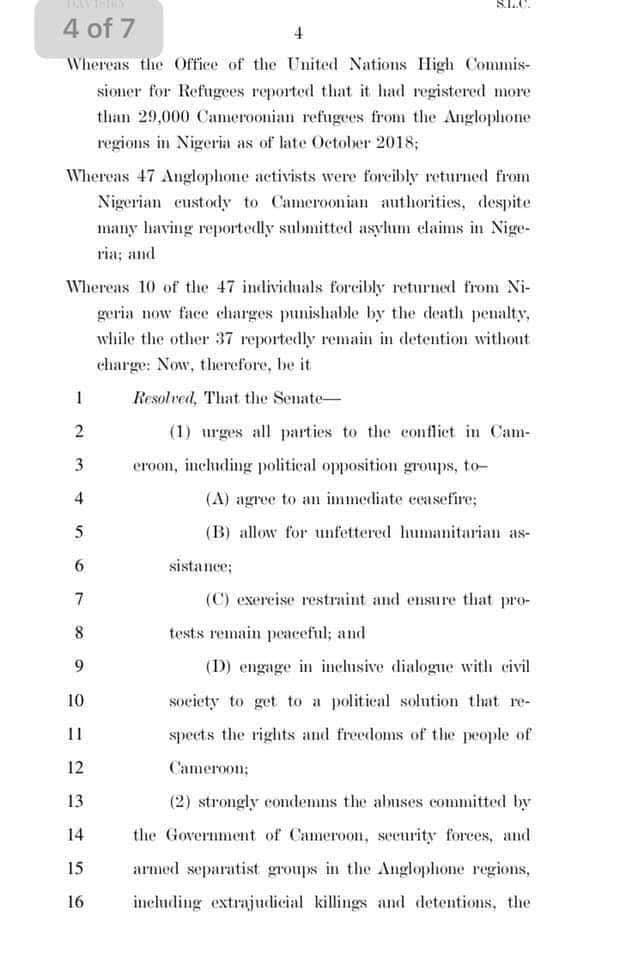 S.L.C.
4 of 7
4
Whereas the Office of the United Nations High Commis-
sioner for Refugees reported that it had registered more
than 29,000 Cameroonian refugees from the Anglophone
regions in Nigeria as of late October 2018;
Whereas 47 Anglophone activists were forcibly returned from
Nigerian custody to Cameroonian authorities, despite
many having reportedly submitted asylum claims in Nige-
ria; and
Whereas 10 of the 47 individuals forcibly returned from Ni-
geria now face charges punishable by the death penalty,
while the other 37 reportedly remain in detention without
charge: Now, therefore, be it
1 Resolved, That the Senate—
2 (1) urges all parties to the conflict in Cam-
3 eroon, including political opposition groups, to–
4 (A) agree to an immediate ceasefire;
5 (B) allow for unfettered humanitarian as-
6 sistance;
7 (C) exercise restraint and ensure that pro-
8 tests remain peaceful; and
9 (D) engage in inclusive dialogue with civil
10 society to get to a political solution that re-
11 spects the rights and freedoms of the people of
12 Cameroon;
13 (2) strongly condemns the abuses committed by
14 the Government of Cameroon, security forces, and
15 armed separatist groups in the Anglophone regions,
16 including extrajudicial killings and detentions, the